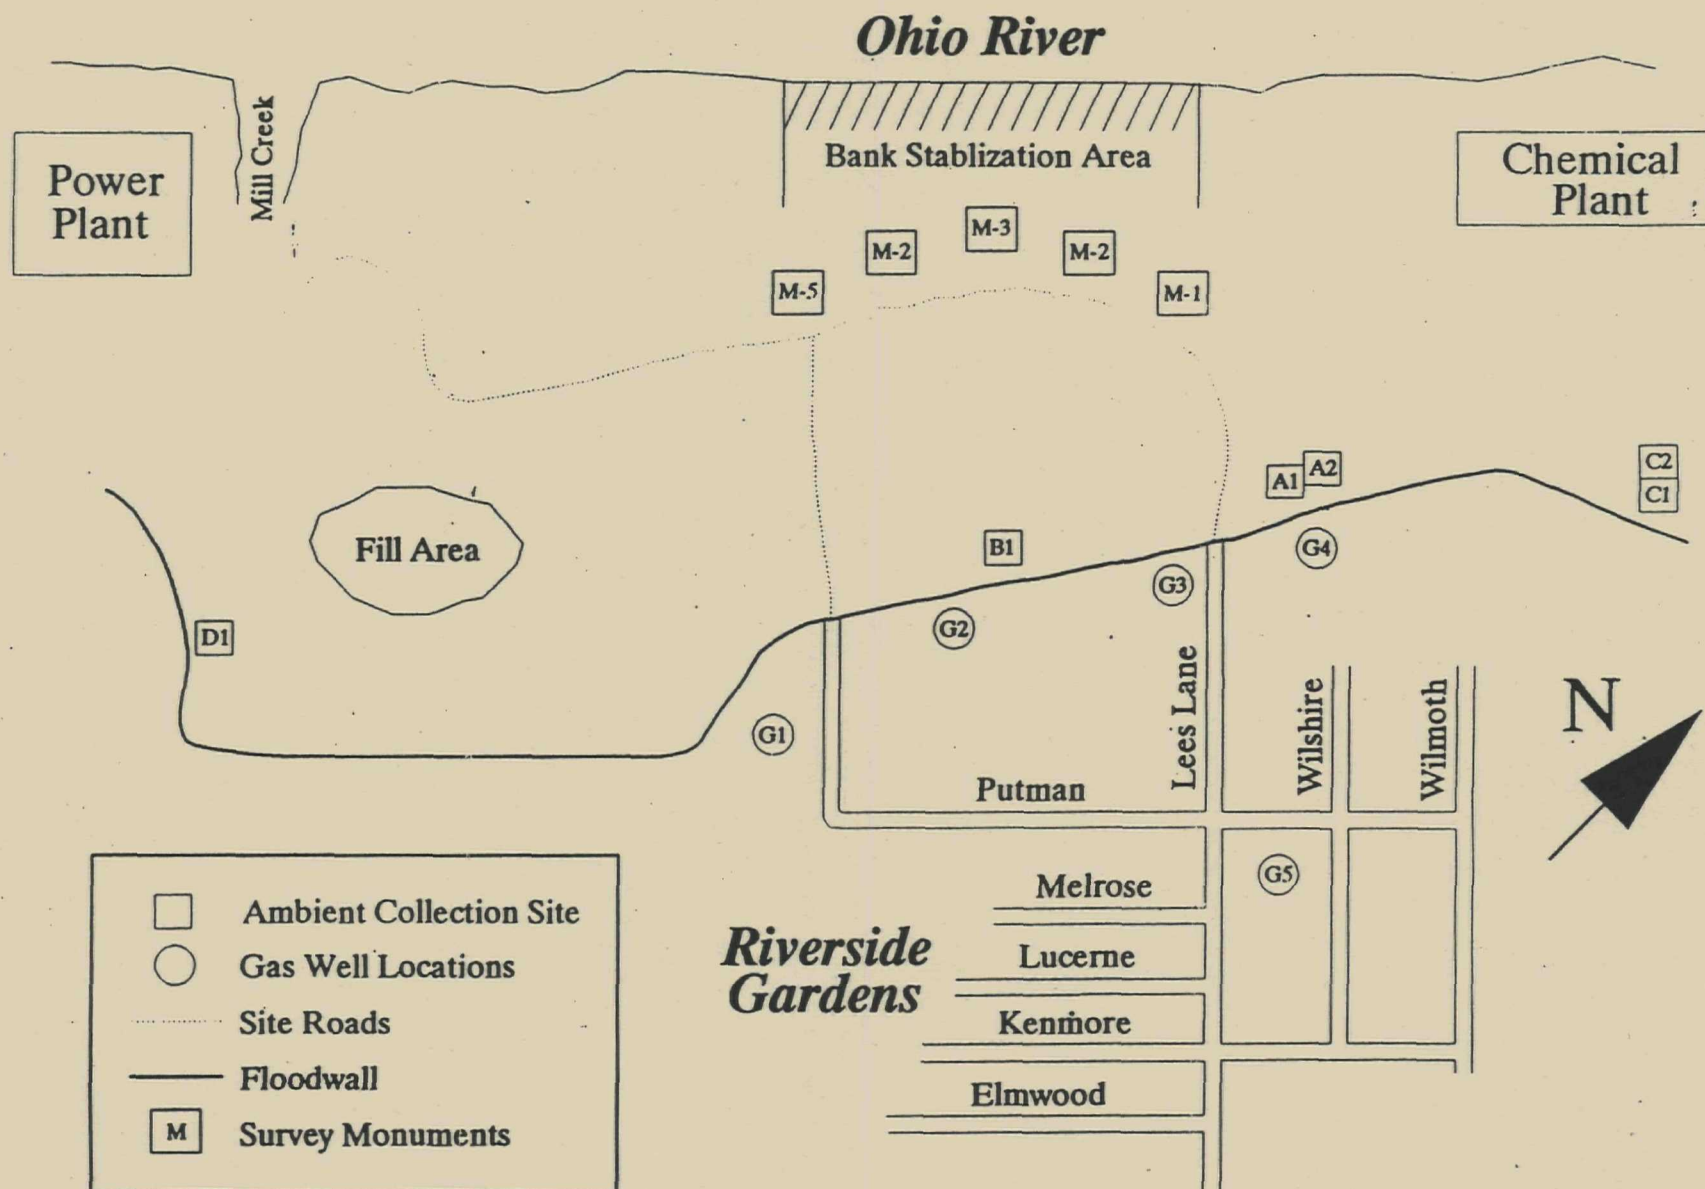 Ohio River
Mill Creek
Power
Plant
Bank Stablization Area
Chemical
Plant
M-3
M-2
M-2
M-5
M-1
C2
C1
A2
A1
Fill Area
B1
G4
G3
G2
D1
G1
Lees Lane
Wilshire
Wilmoth
N
Putman
G5
Melrose
Riverside
Gardens
Lucerne
Kenmore
Elmwood
Ambient Collection Site
Gas Well Locations
Site Roads
Floodwall
M Survey Monuments